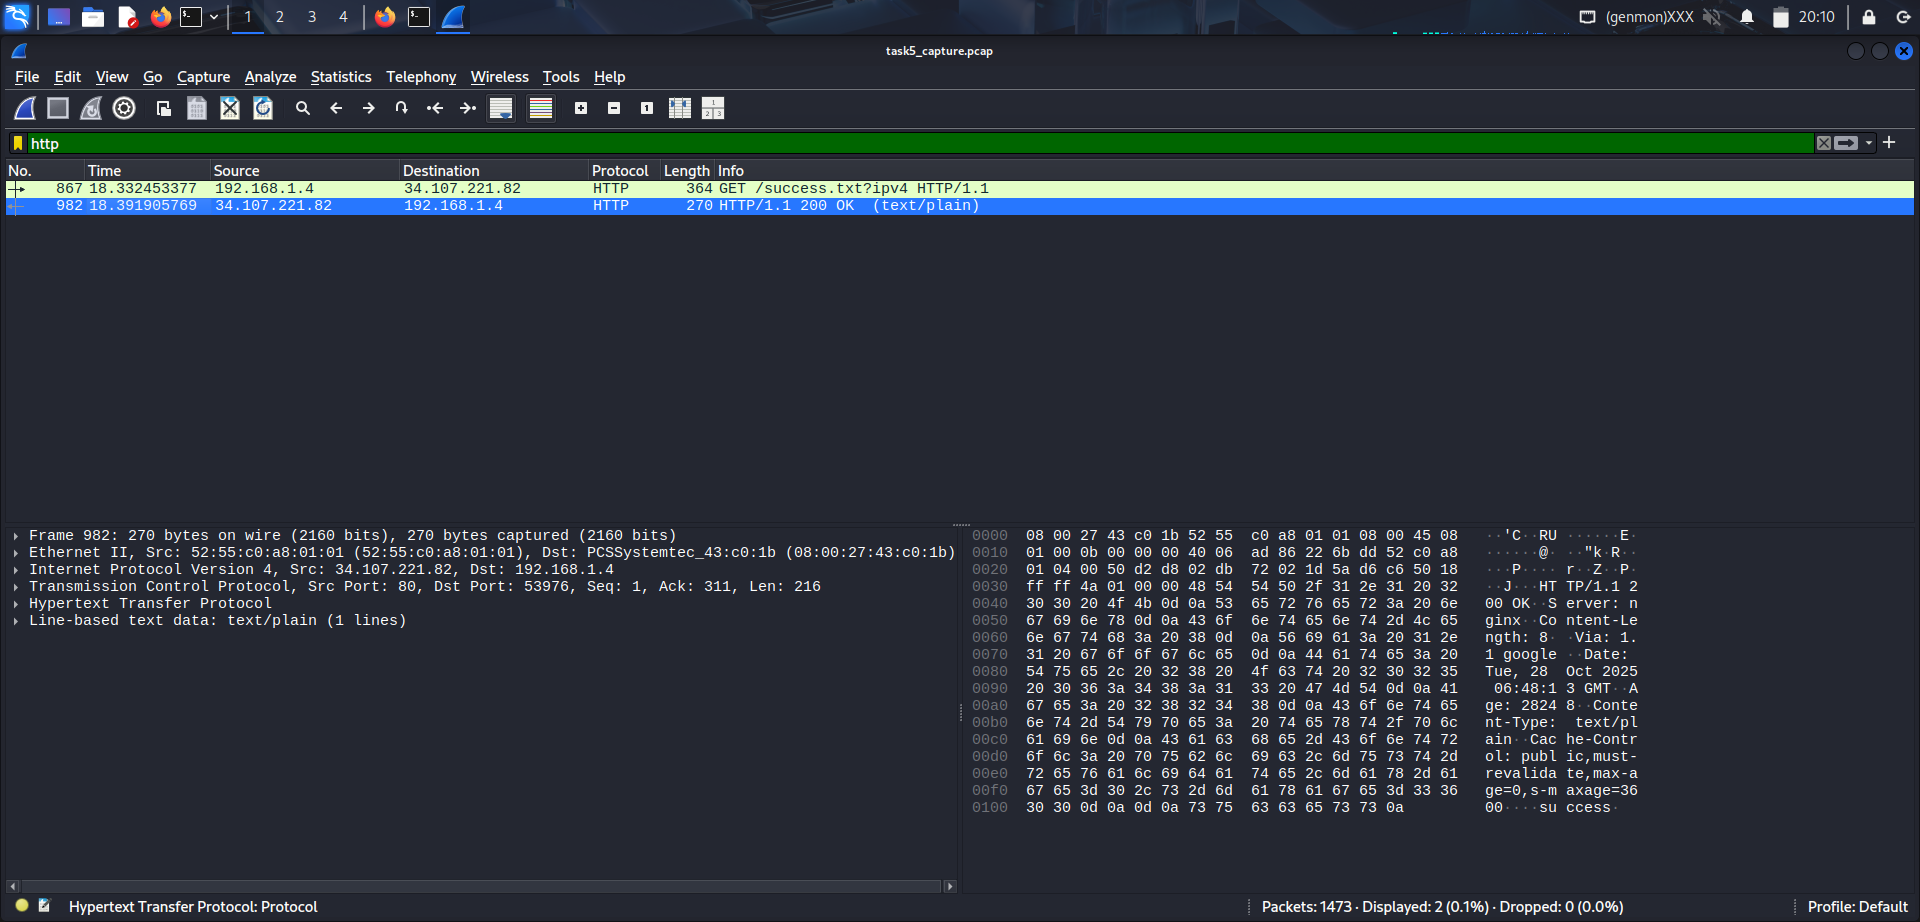 1 2 3 4 (genmon)XXX 20:10
task5_capture.pcap
File Edit View Go Capture Analyze Statistics Telephony Wireless Tools Help
http
No. Time Source Destination Protocol Length Info
867 18.332453377 192.168.1.4 34.107.221.82 HTTP 364 GET /success.txt?ipv4 HTTP/1.1
982 18.391905769 34.107.221.82 192.168.1.4 HTTP 270 HTTP/1.1 200 OK (text/plain)
Frame 982: 270 bytes on wire (2160 bits), 270 bytes captured (2160 bits)
Ethernet II, Src: 52:55:c0:a8:01:01 (52:55:c0:a8:01:01), Dst: PCSSystemtec_43:c0:1b (08:00:27:43:c0:1b)
Internet Protocol Version 4, Src: 34.107.221.82, Dst: 192.168.1.4
Transmission Control Protocol, Src Port: 80, Dst Port: 53976, Seq: 1, Ack: 311, Len: 216
Hypertext Transfer Protocol
Line-based text data: text/plain (1 lines)
0000 08 00 27 43 c0 1b 52 55 c0 a8 01 01 08 00 45 08 ··'C··RU ······E·
0010 01 00 0b 00 00 00 40 06 ad 86 22 6b dd 52 c0 a8 ······@· ··"k·R··
0020 01 04 00 50 d2 d8 02 db 72 02 1d 5a d6 c6 50 18 ···P···· r··Z··P·
0030 ff ff 4a 01 00 00 48 54 54 50 2f 31 2e 31 20 32 ··J···HT TP/1.1 2
0040 30 30 20 4f 4b 0d 0a 53 65 72 76 65 72 3a 20 6e 00 OK··S erver: n
0050 67 69 6e 78 0d 0a 43 6f 6e 74 65 6e 74 2d 4c 65 ginx··Co ntent-Le
0060 6e 67 74 68 3a 20 38 0d 0a 56 69 61 3a 20 31 2e ngth: 8· ·Via: 1.
0070 31 20 67 6f 6f 67 6c 65 0d 0a 44 61 74 65 3a 20 1 google ··Date:
0080 54 75 65 2c 20 32 38 20 4f 63 74 20 32 30 32 35 Tue, 28 Oct 2025
0090 20 30 36 3a 34 38 3a 31 33 20 47 4d 54 0d 0a 41 06:48:1 3 GMT··A
00a0 67 65 3a 20 32 38 32 34 38 0d 0a 43 6f 6e 74 65 ge: 2824 8··Conte
00b0 6e 74 2d 54 79 70 65 3a 20 74 65 78 74 2f 70 6c nt-Type: text/pl
00c0 61 69 6e 0d 0a 43 61 63 68 65 2d 43 6f 6e 74 72 ain··Cac he-Contr
00d0 6f 6c 3a 20 70 75 62 6c 69 63 2c 6d 75 73 74 2d ol: publ ic,must-
00e0 72 65 76 61 6c 69 64 61 74 65 2c 6d 61 78 2d 61 revalida te,max-a
00f0 67 65 3d 30 2c 73 2d 6d 61 78 61 67 65 3d 33 36 ge=0,s-m axage=36
0100 30 30 0d 0a 0d 0a 73 75 63 63 65 73 73 0a 00····su ccess·
Hypertext Transfer Protocol: Protocol Packets: 1473 · Displayed: 2 (0.1%) · Dropped: 0 (0.0%) Profile: Default